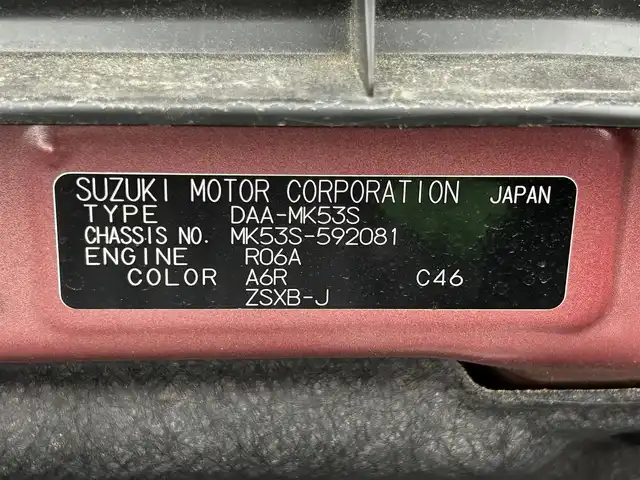 SUZUKI MOTOR CORPORATION JAPAN
TYPE DAA-MK53S
CHASSIS NO. MK53S-592081
ENGINE R06A
COLOR A6R C46
ZSXB-J